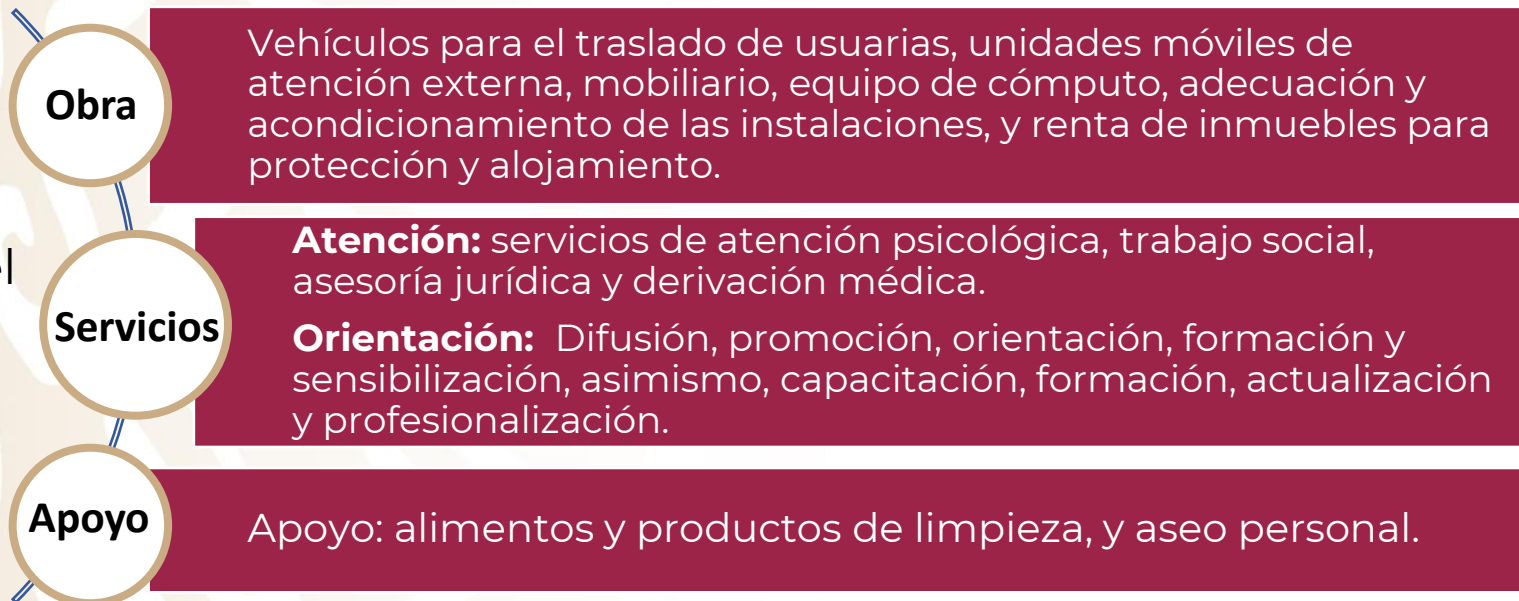 Obra
Vehículos para el traslado de usuarias, unidades móviles de
atención externa, mobiliario, equipo de cómputo, adecuación y
acondicionamiento de las instalaciones, y renta de inmuebles para
protección y alojamiento.
Servicios
Atención: servicios de atención psicológica, trabajo social,
asesoría jurídica y derivación médica.
Orientación: Difusión, promoción, orientación, formación y
sensibilización, asimismo, capacitación, formación, actualización
y profesionalización.
Apoyo
Apoyo: alimentos y productos de limpieza, y aseo personal.